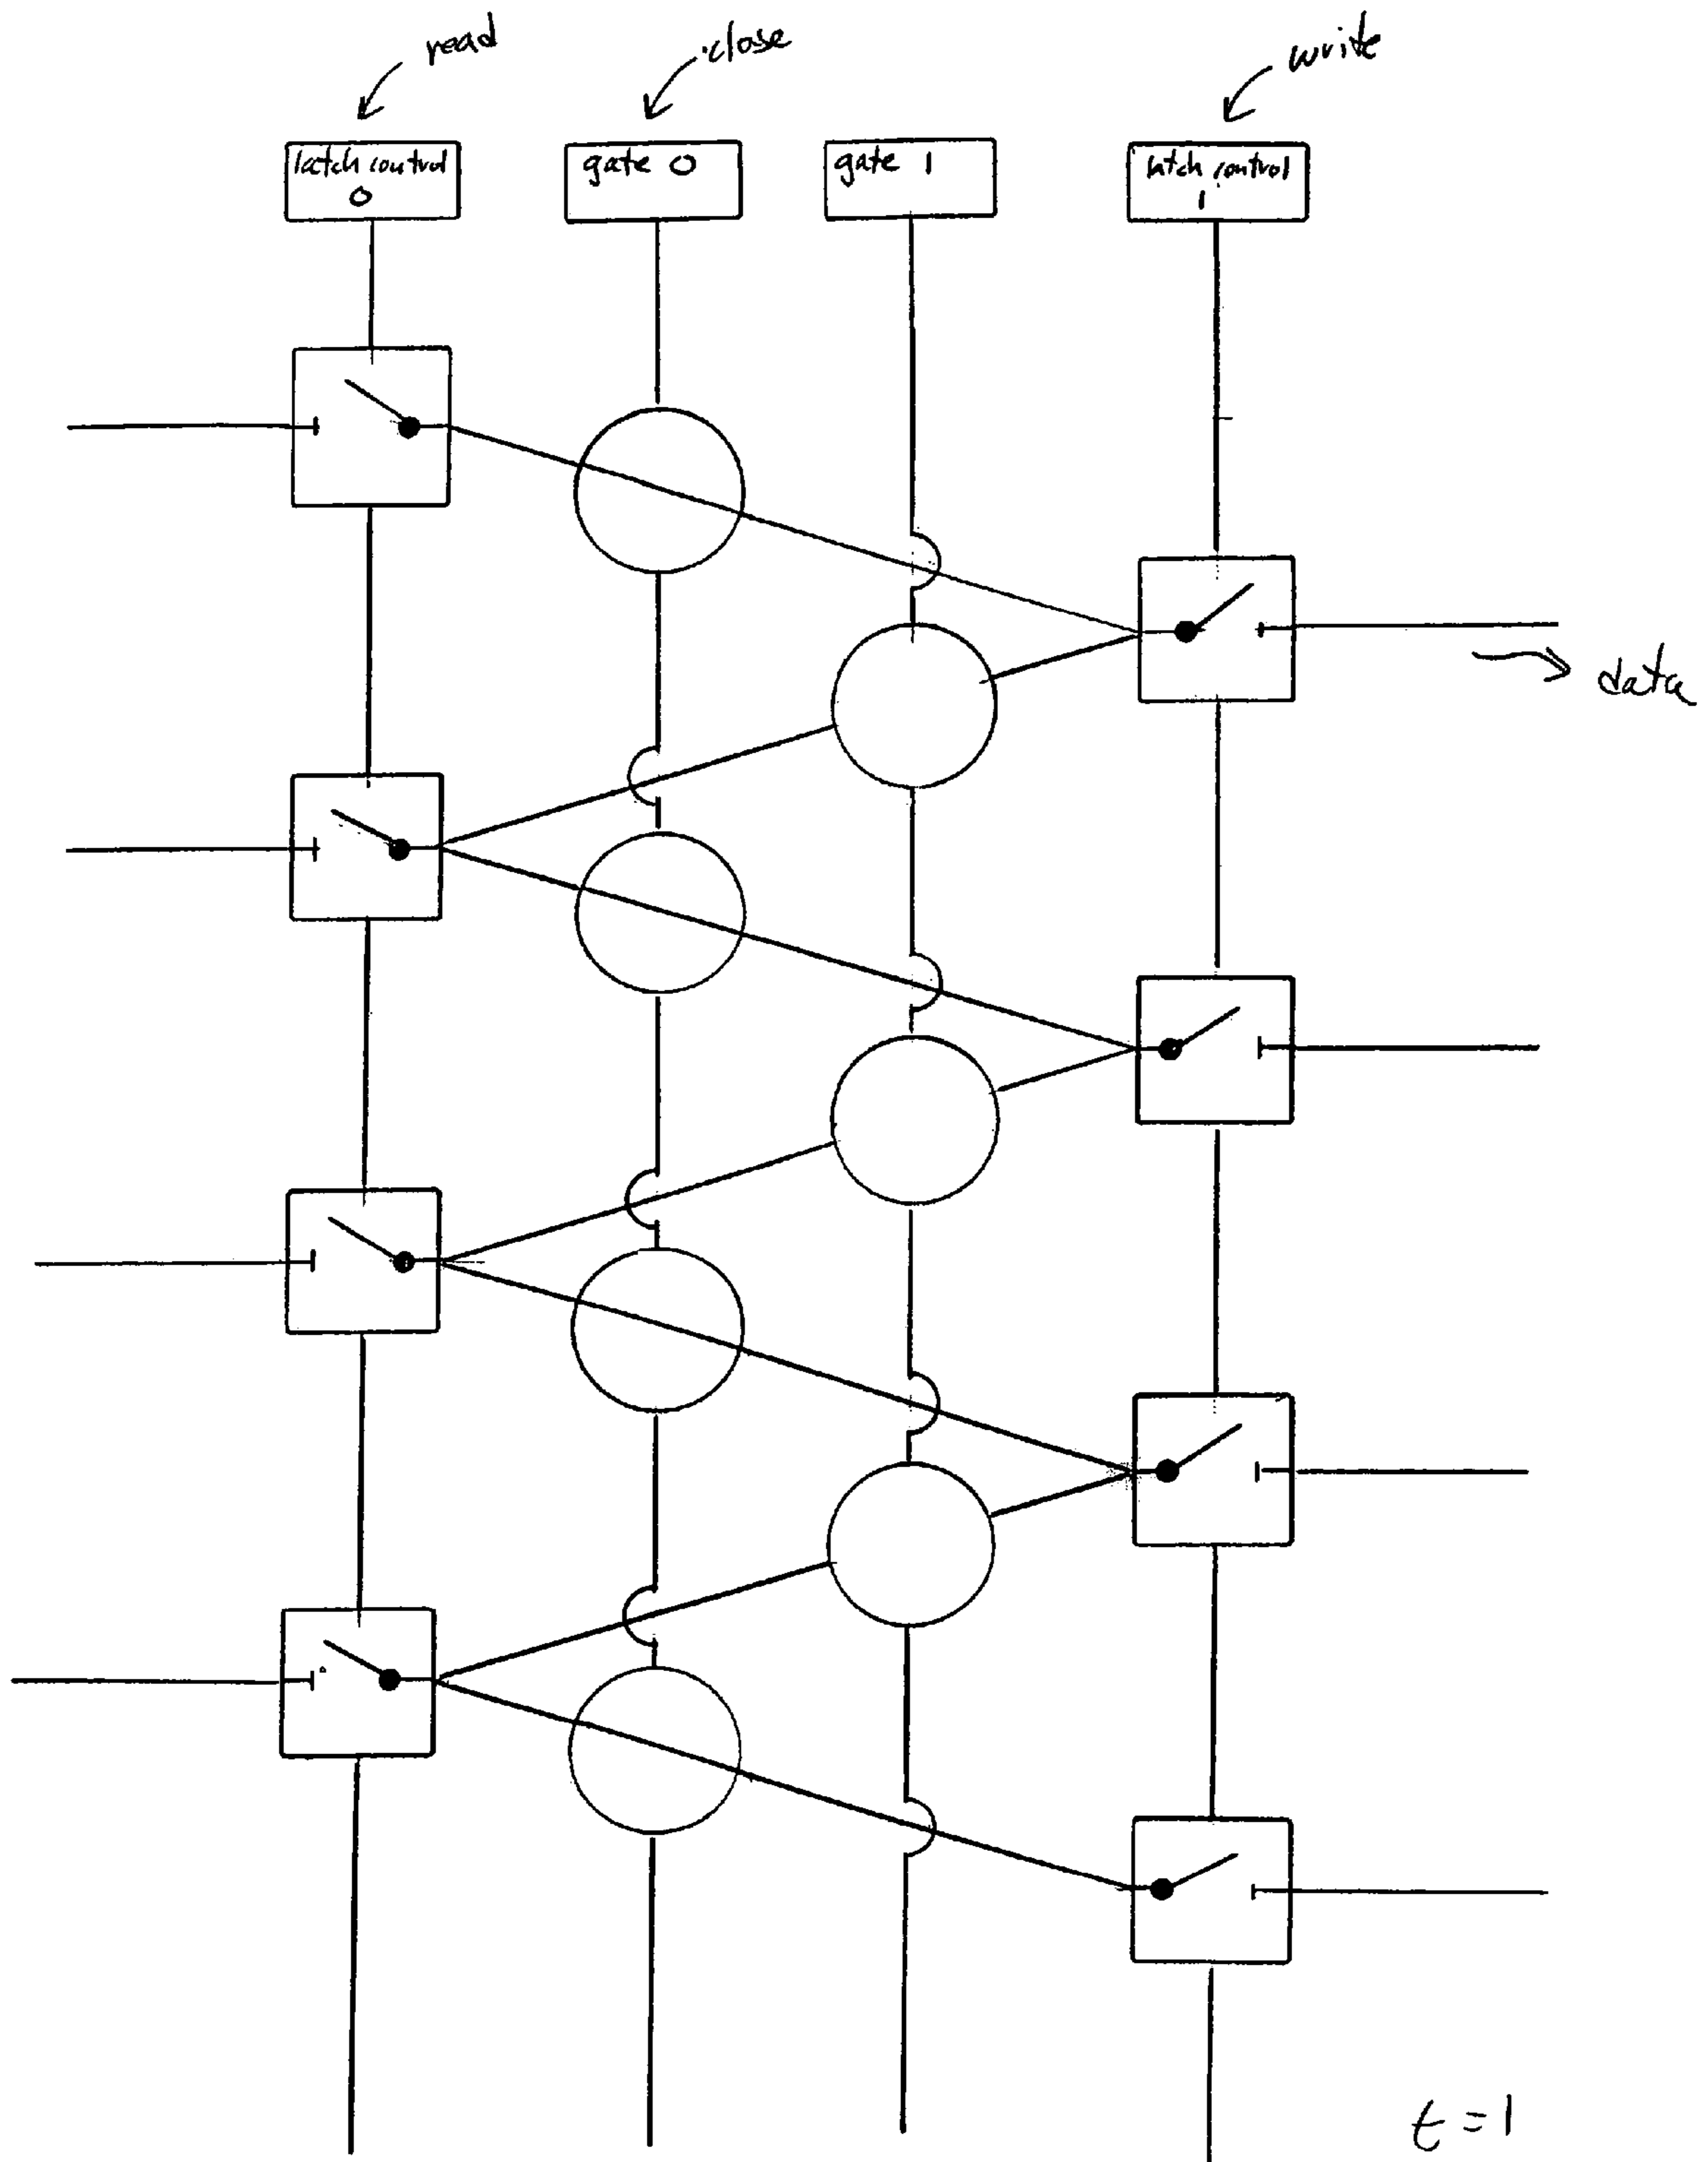 read
close
write
latch control
0
gate 0
gate 1
latch control
1
data
t = 1